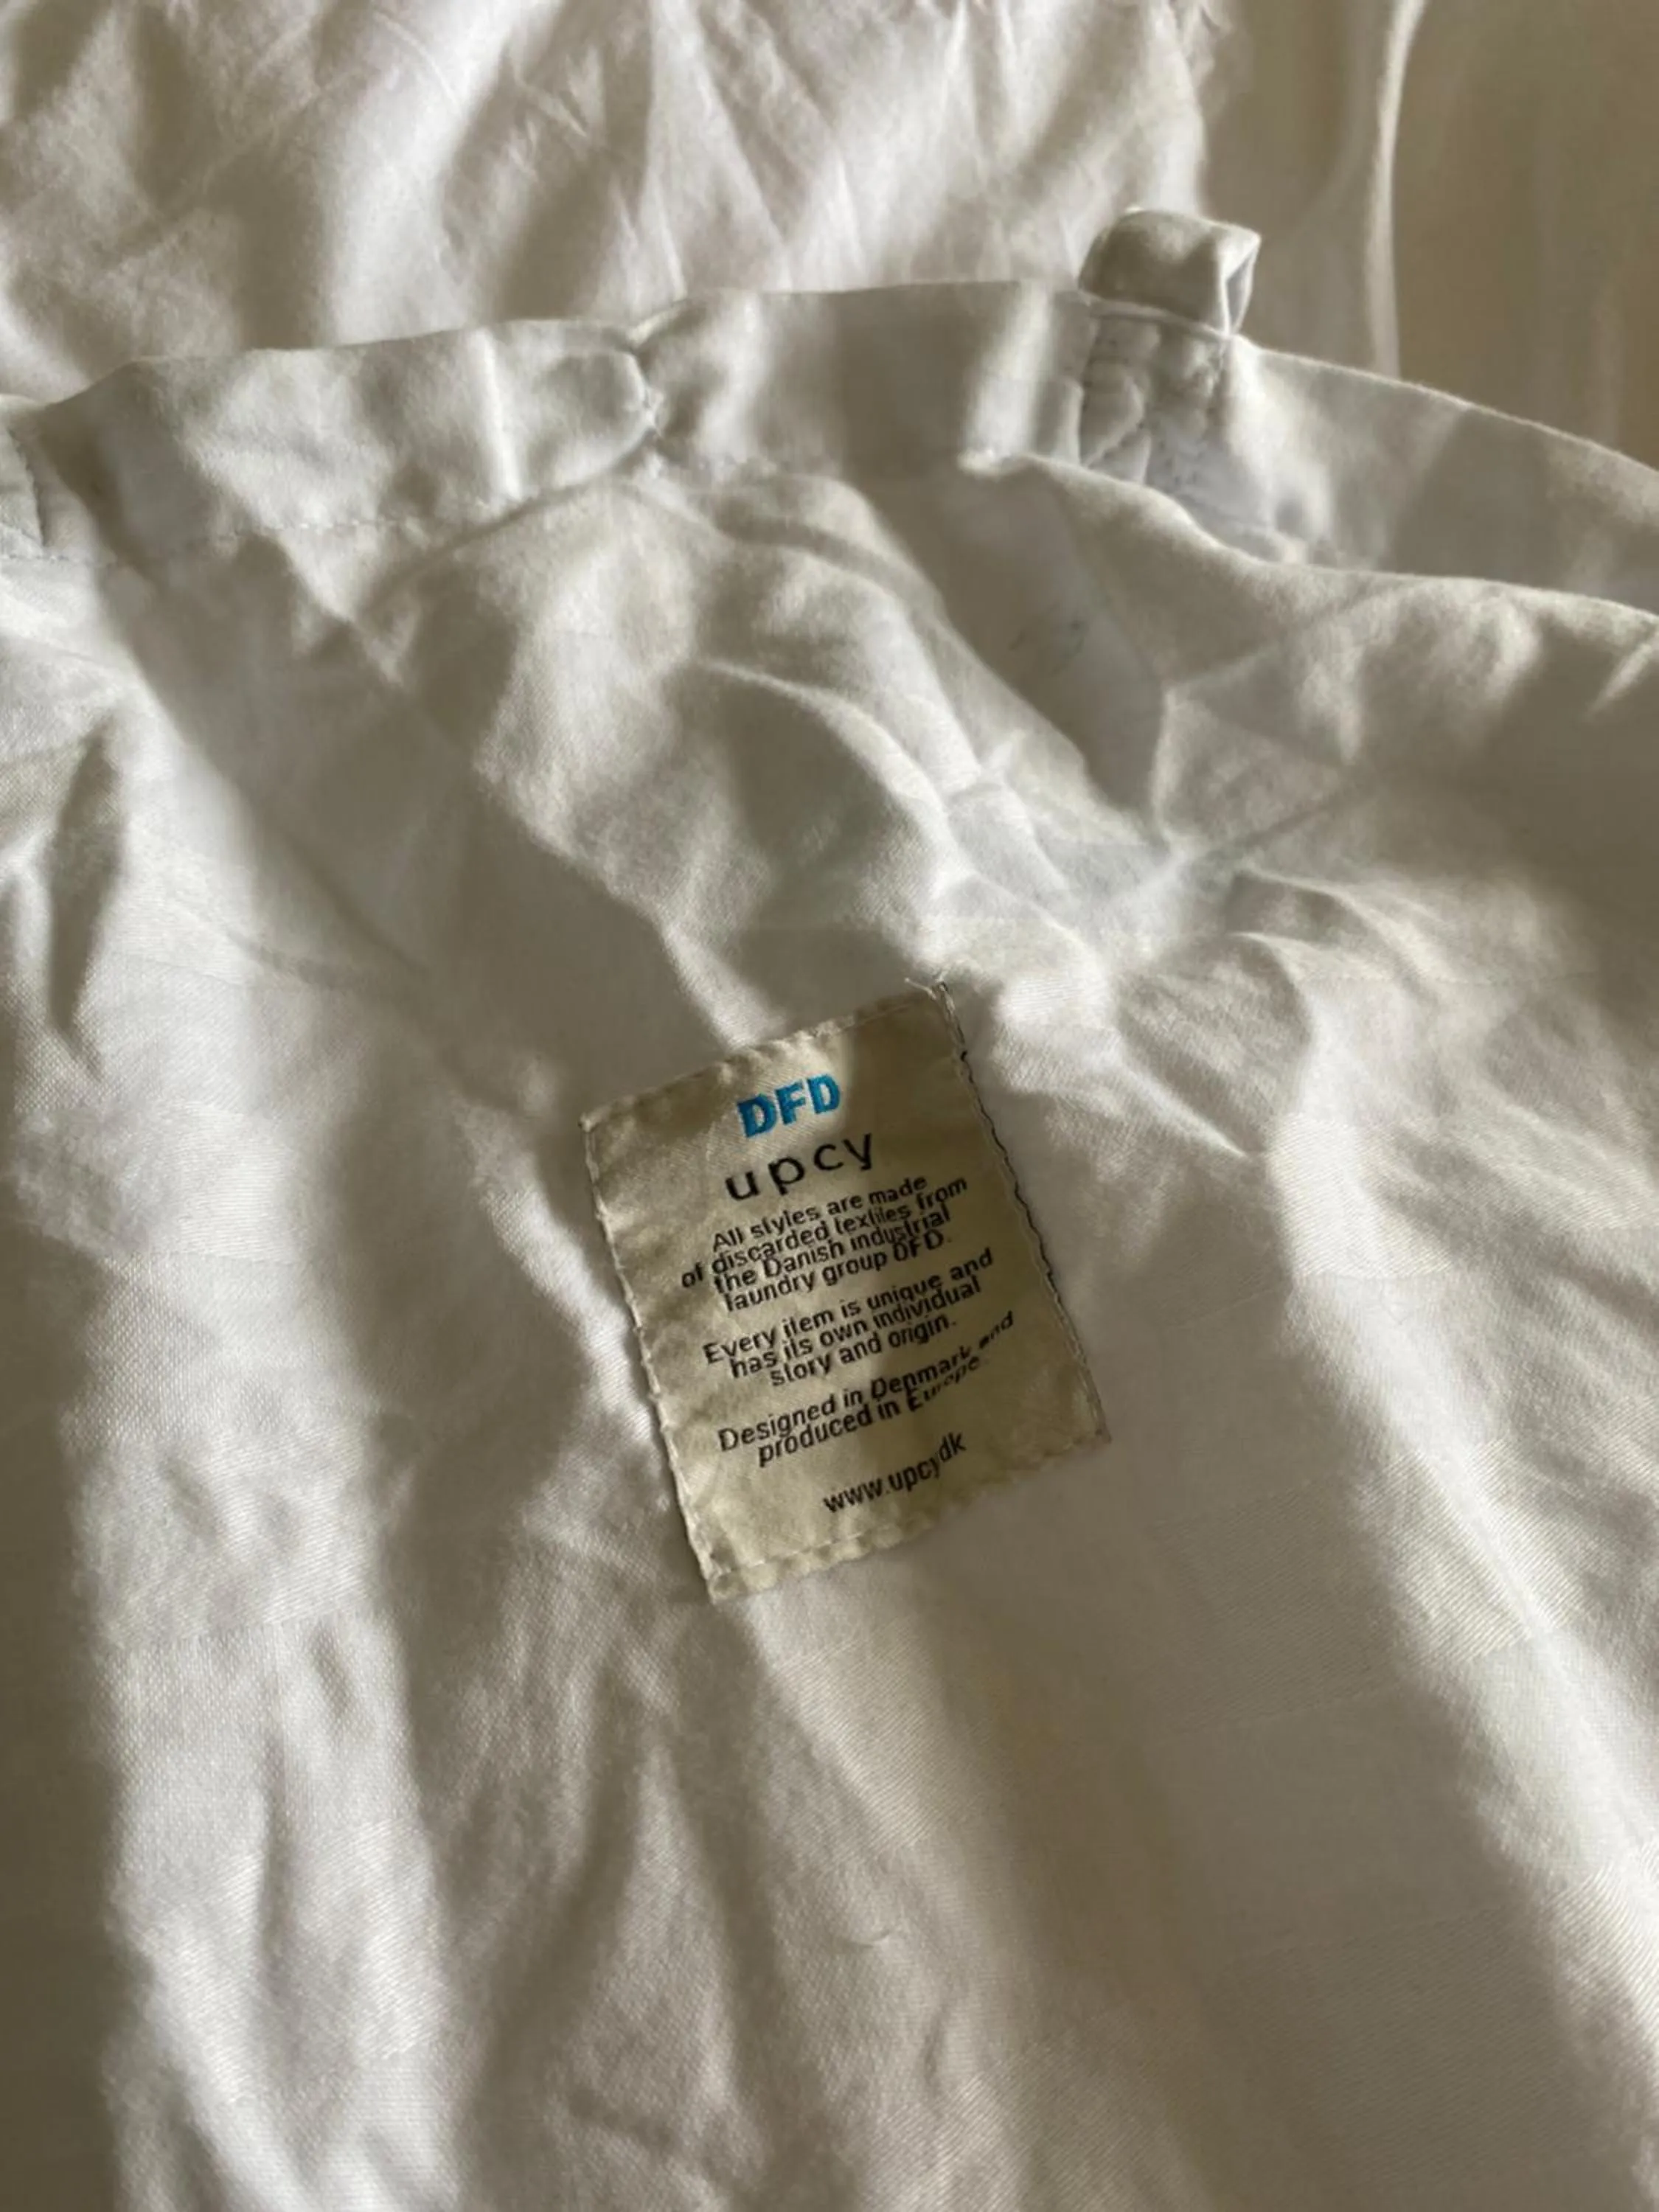 DFD
upcy
All styles are made
of discarded textiles from
the Danish industrial
laundry group DFD.
Every item is unique and
has its own individual
story and origin.
Designed in Denmark and
produced in Europe.
www.upcy.dk